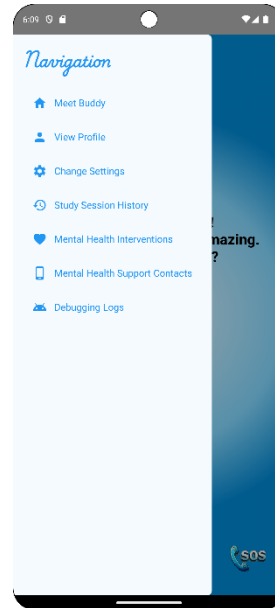 6:09
Navigation
Meet Buddy
View Profile
Change Settings
Study Session History
Mental Health Interventions
Mental Health Support Contacts
Debugging Logs
!
mazing.
?
SOS